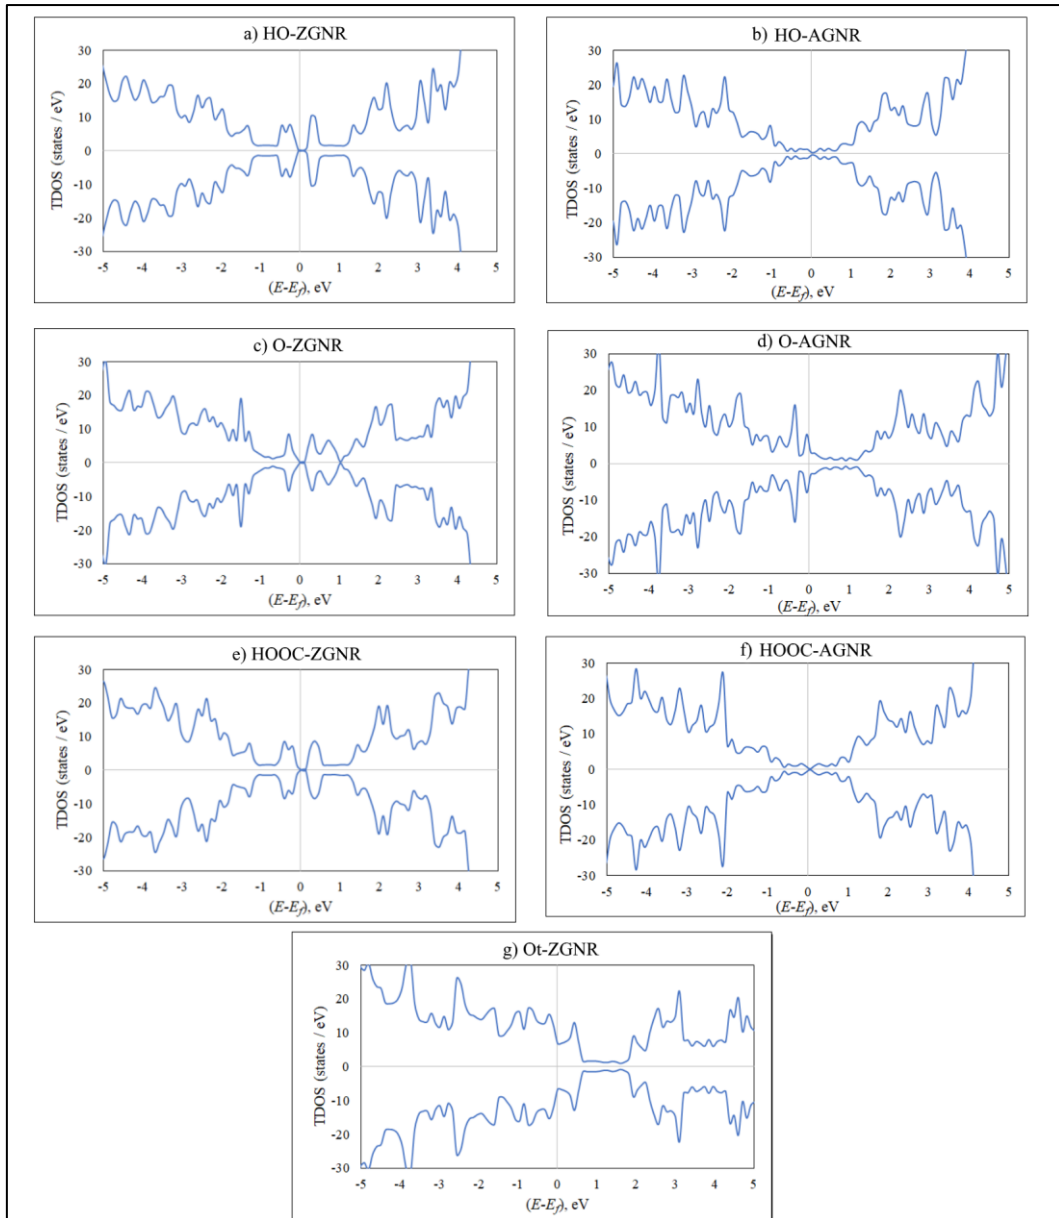 a) HO-ZGNR
TDOS (states / eV)
30
20
10
0
-10
-20
-30
-5 -4 -3 -2 -1 0 1 2 3 4 5
(E-Ef), eV
b) HO-AGNR
TDOS (states / eV)
30
20
10
0
-10
-20
-30
-5 -4 -3 -2 -1 0 1 2 3 4 5
(E-Ef), eV
c) O-ZGNR
TDOS (states / eV)
30
20
10
0
-10
-20
-30
-5 -4 -3 -2 -1 0 1 2 3 4 5
(E-Ef), eV
d) O-AGNR
TDOS (states / eV)
30
20
10
0
-10
-20
-30
-5 -4 -3 -2 -1 0 1 2 3 4 5
(E-Ef), eV
e) HOOC-ZGNR
TDOS (states / eV)
30
20
10
0
-10
-20
-30
-5 -4 -3 -2 -1 0 1 2 3 4 5
(E-Ef), eV
f) HOOC-AGNR
TDOS (states / eV)
30
20
10
0
-10
-20
-30
-5 -4 -3 -2 -1 0 1 2 3 4 5
(E-Ef), eV
g) Ot-ZGNR
TDOS (states / eV)
30
20
10
0
-10
-20
-30
-5 -4 -3 -2 -1 0 1 2 3 4 5
(E-Ef), eV